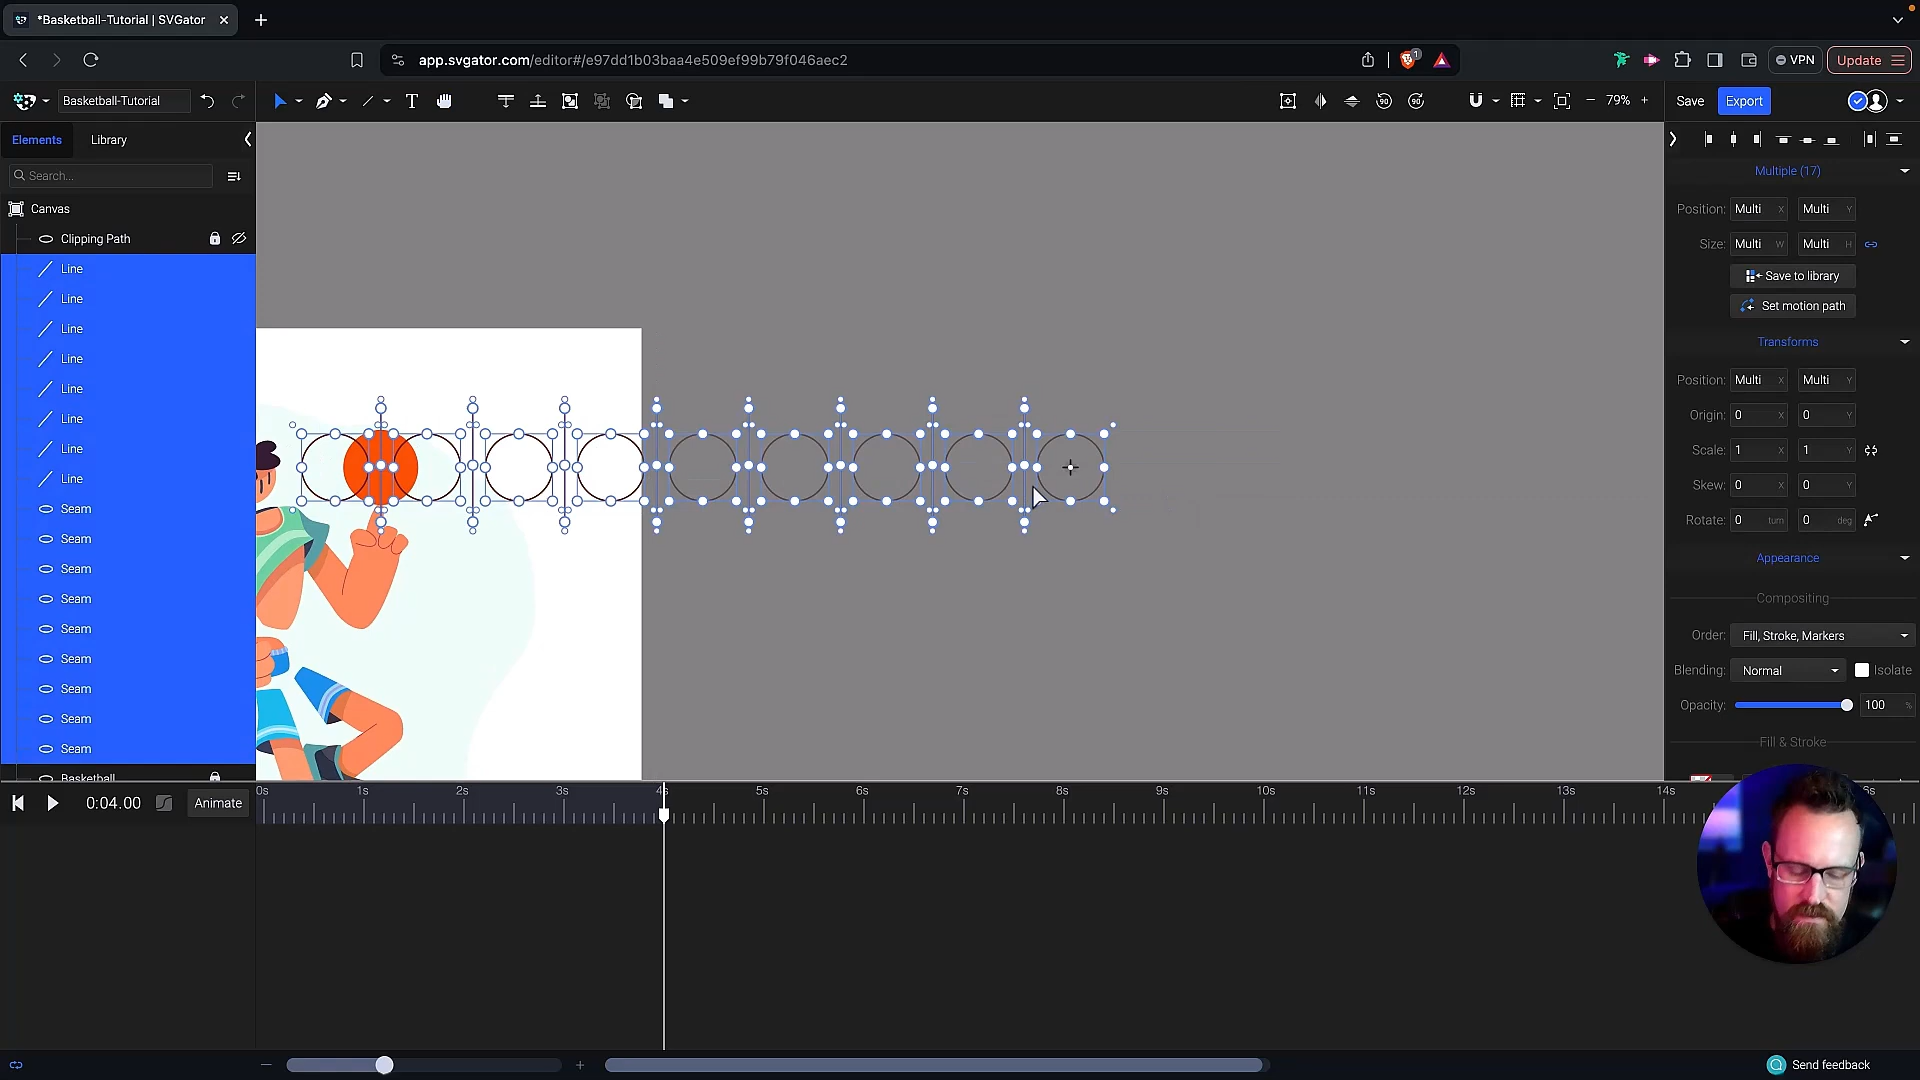 *Basketball-Tutorial | SVGator
app.svgator.com/editor#/e97dd1b03baa4e509ef99b79f046aec2
1
VPN
Update
Basketball-Tutorial
T
90
90
79%
Save
Export
Elements
Library
Search...
Canvas
Clipping Path
Line
Line
Line
Line
Line
Line
Line
Line
Seam
Seam
Seam
Seam
Seam
Seam
Seam
Seam
Seam
Basketball
Multiple (17)
Position: Multi X Multi Y
Size: Multi W Multi H
Save to library
Set motion path
Transforms
Position: Multi X Multi Y
Origin: 0 X 0 Y
Scale: 1 X 1 Y
Skew: 0 X 0 Y
Rotate: 0 turn 0 deg
Appearance
Compositing
Order: Fill, Stroke, Markers
Blending: Normal Isolate
Opacity: 100 %
Fill & Stroke
0:04.00
Animate
0s 1s 2s 3s 4s 5s 6s 7s 8s 9s 10s 11s 12s 13s 14s
Send feedback